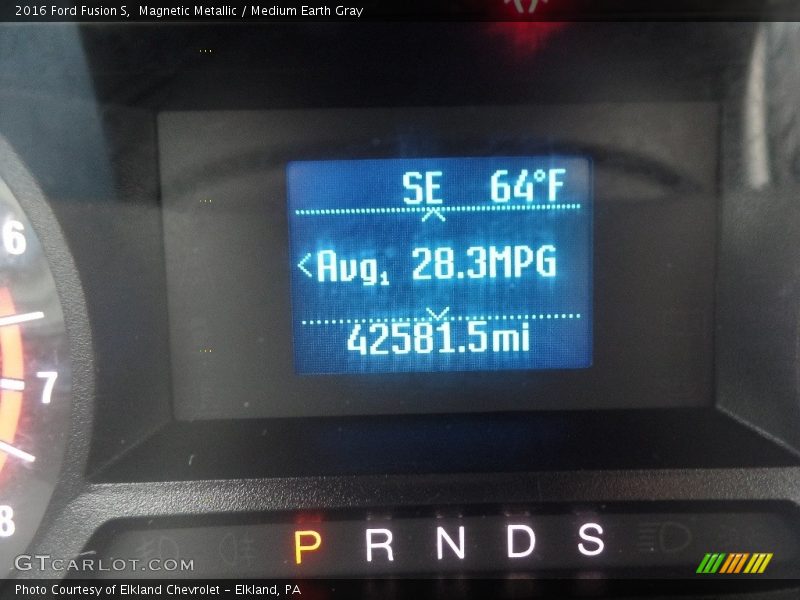 2016 Ford Fusion S,  Magnetic Metallic / Medium Earth Gray
SE 64°F
<Avg1 28.3MPG
42581.5mi
6
7
8
P R N D S
GTCARLOT.COM
Photo Courtesy of Elkland Chevrolet - Elkland, PA